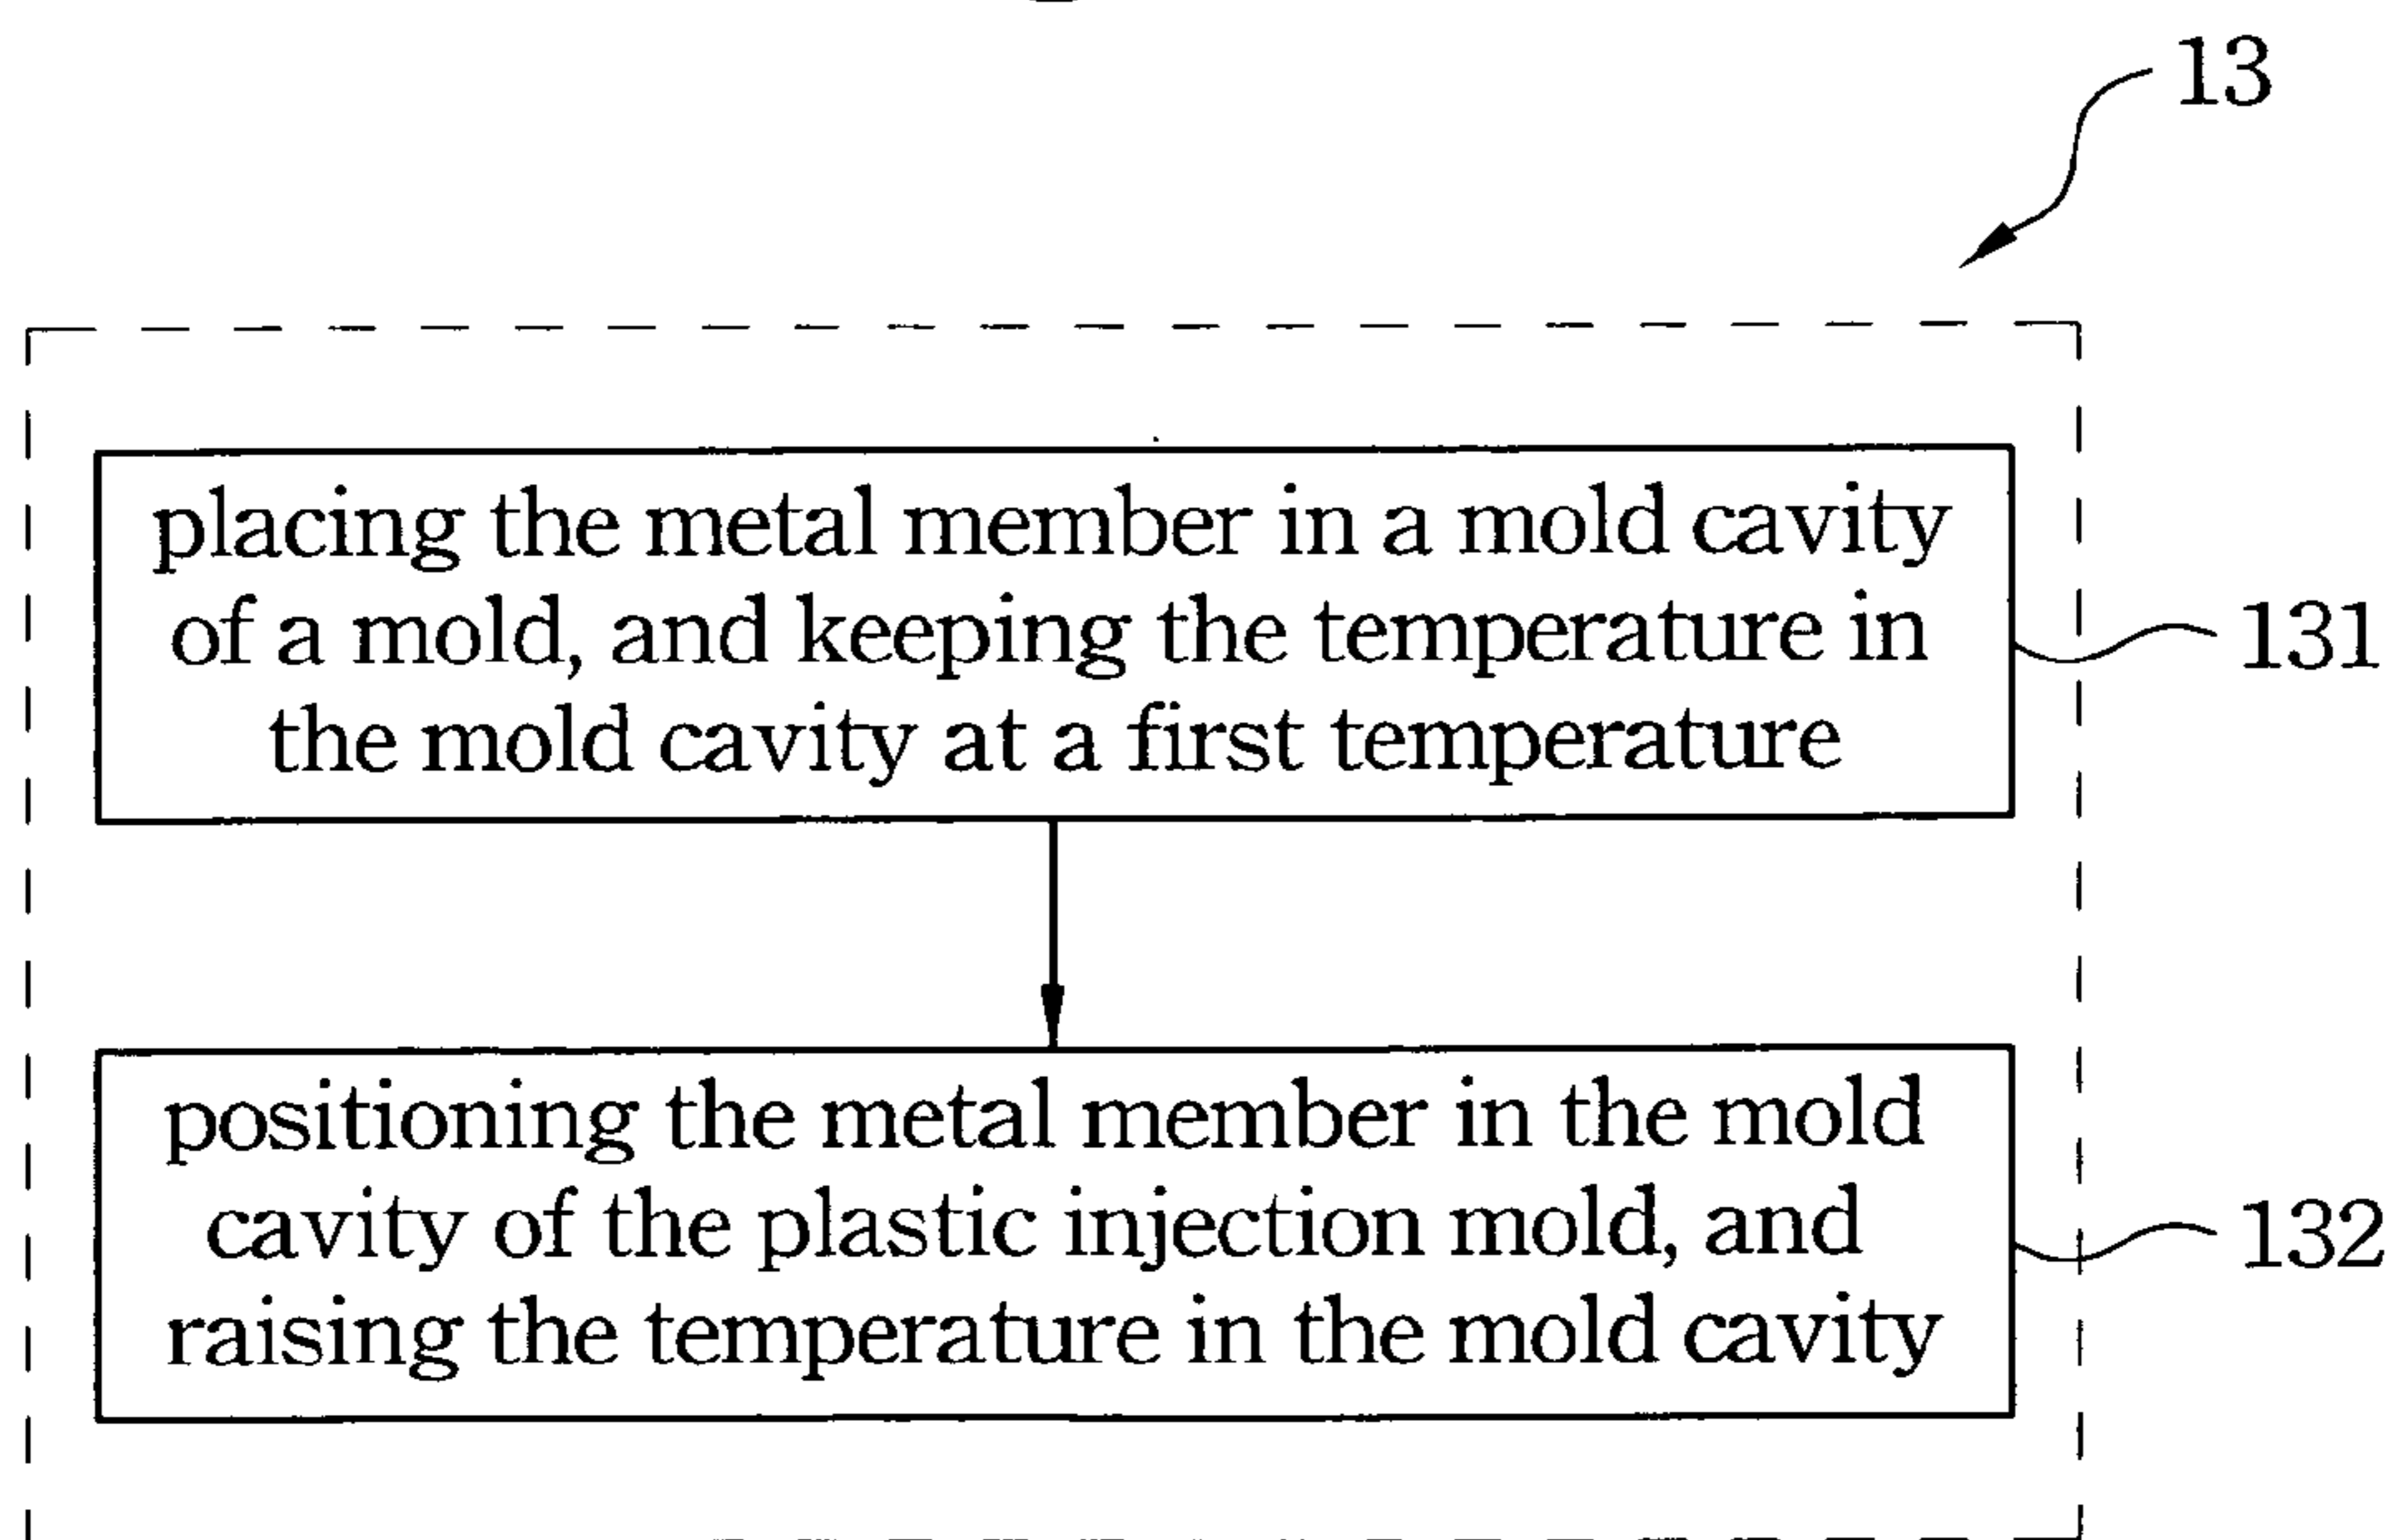 13
placing the metal member in a mold cavity
of a mold, and keeping the temperature in
the mold cavity at a first temperature
131
positioning the metal member in the mold
cavity of the plastic injection mold, and
raising the temperature in the mold cavity
132